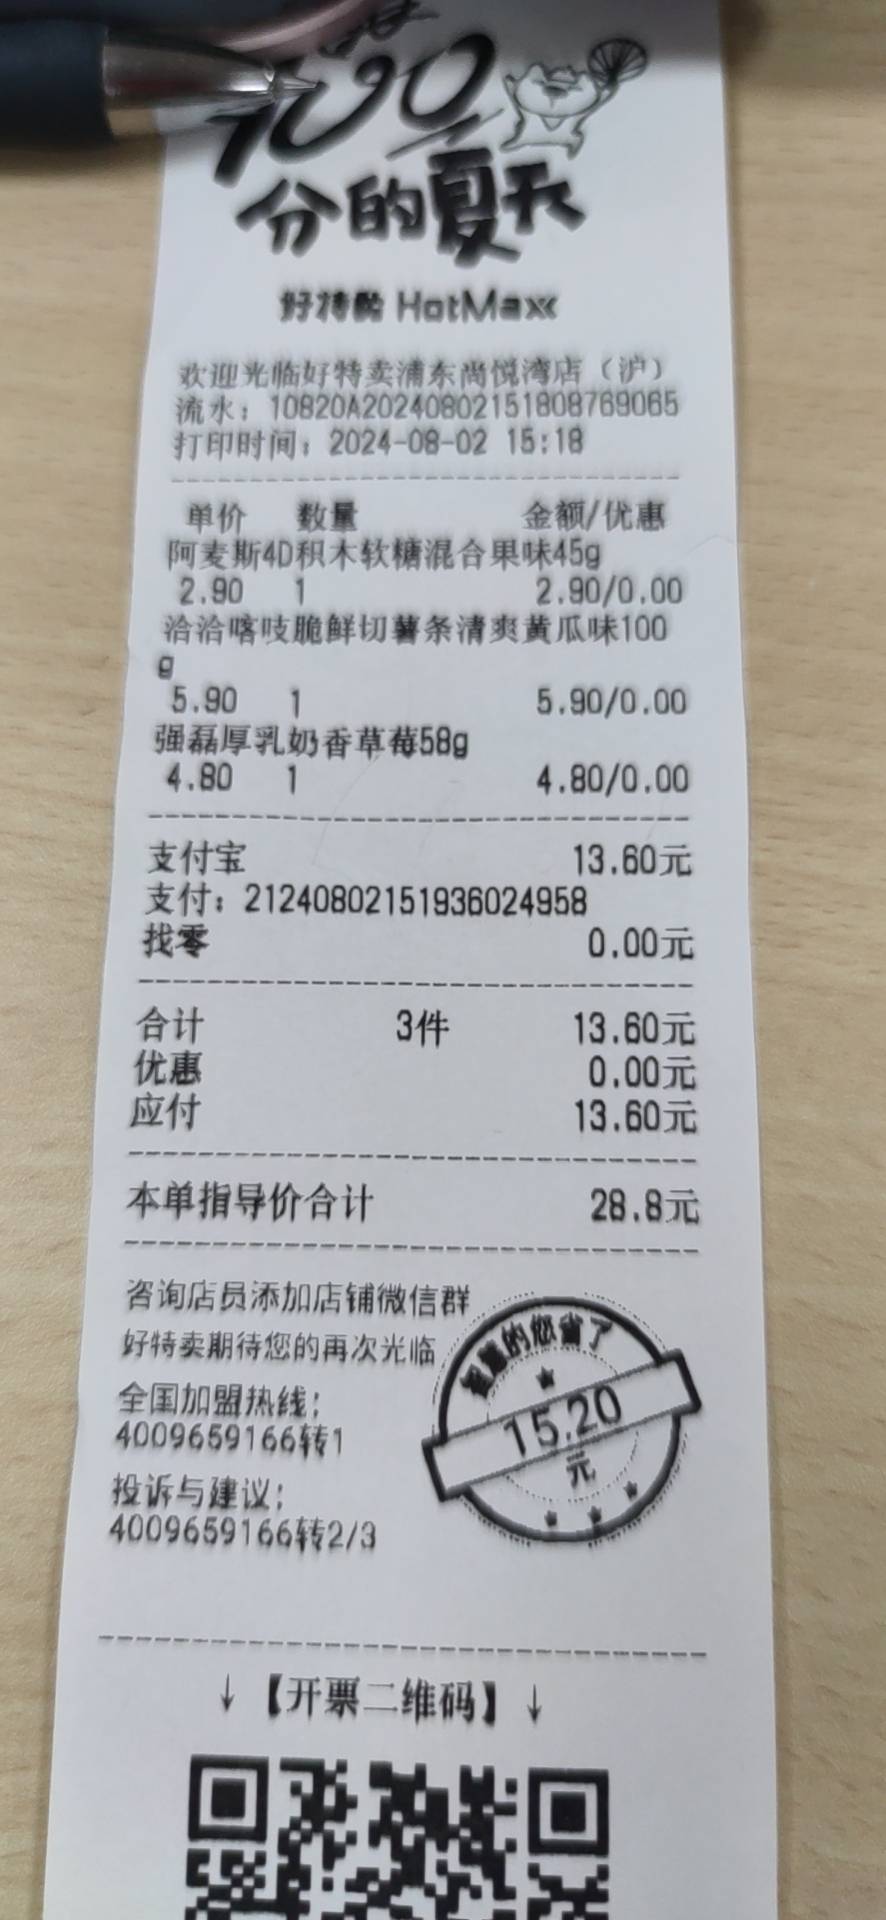 100
分的夏天
好特卖 HotMaxx
欢迎光临好特卖浦东尚悦湾店（沪）
流水：10820A20240802151808769065
打印时间：2024-08-02 15:18
单价 数量 金额/优惠
阿麦斯4D积木软糖混合果味45g
2.90 1 2.90/0.00
洽洽喀吱脆鲜切薯条清爽黄瓜味100
g
5.90 1 5.90/0.00
强磊厚乳奶香草莓58g
4.80 1 4.80/0.00
支付宝 13.60元
支付：21240802151936024958
找零 0.00元
合计 3件 13.60元
优惠 0.00元
应付 13.60元
本单指导价合计 28.8元
咨询店员添加店铺微信群
好特卖期待您的再次光临
全国加盟热线：
4009659166转1
投诉与建议：
4009659166转2/3
的您省了
15.20
元
↓【开票二维码】↓